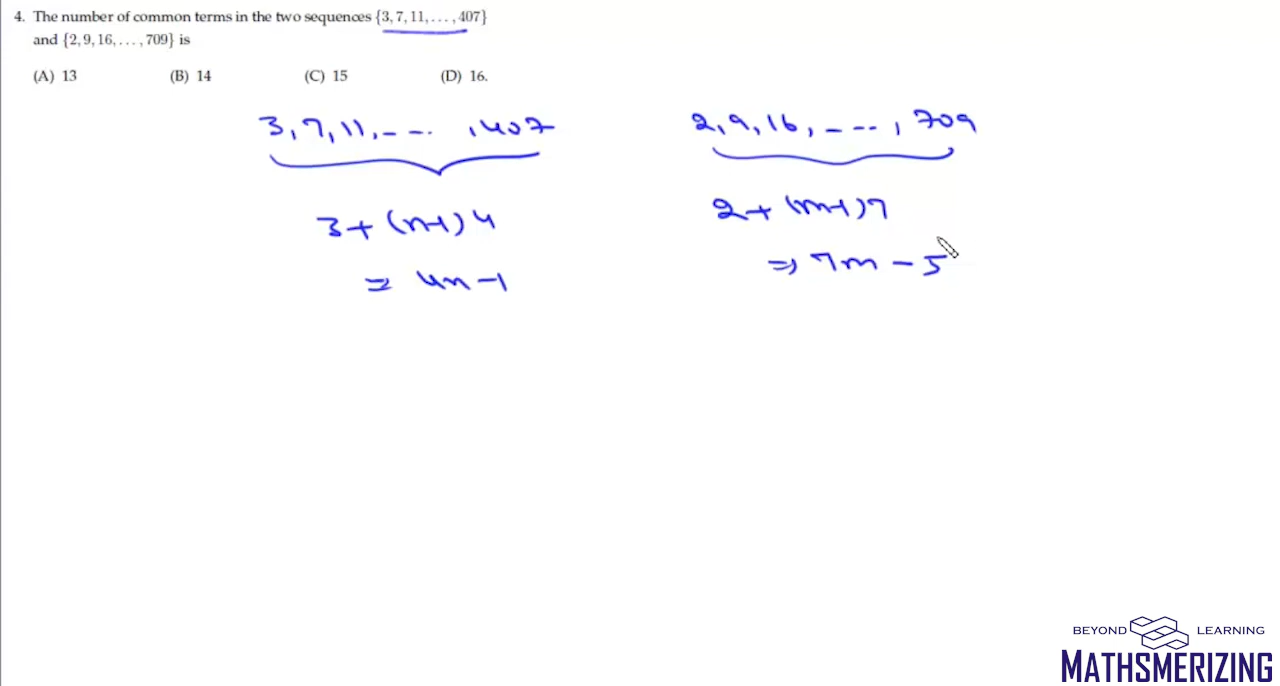 4. The number of common terms in the two sequences {3, 7, 11, . . . , 407}
and {2, 9, 16, . . . , 709} is
(A) 13 (B) 14 (C) 15 (D) 16.
3, 7, 11, - - - , 407 2, 9, 16, - - - , 709
3 + (n-1) 4 2 + (m-1) 7
= 4n - 1 ⇒ 7m - 5
BEYOND LEARNING
MATHSMERIZING